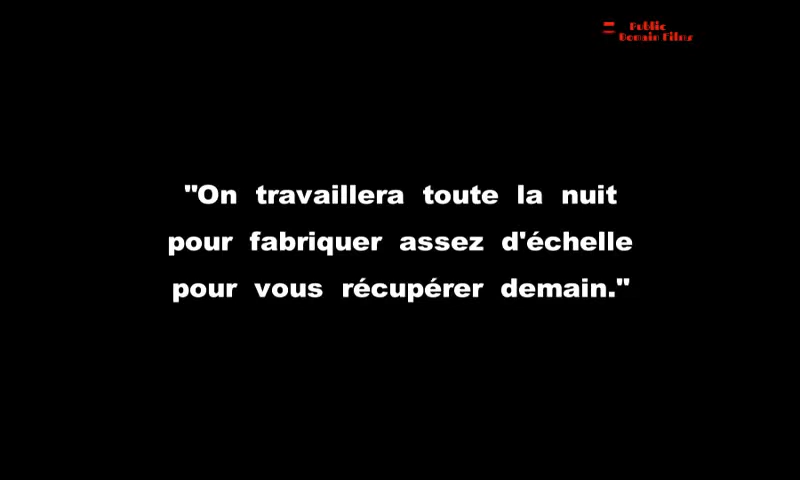 Public
Domain Films
"On travaillera toute la nuit
pour fabriquer assez d'échelle
pour vous récupérer demain."